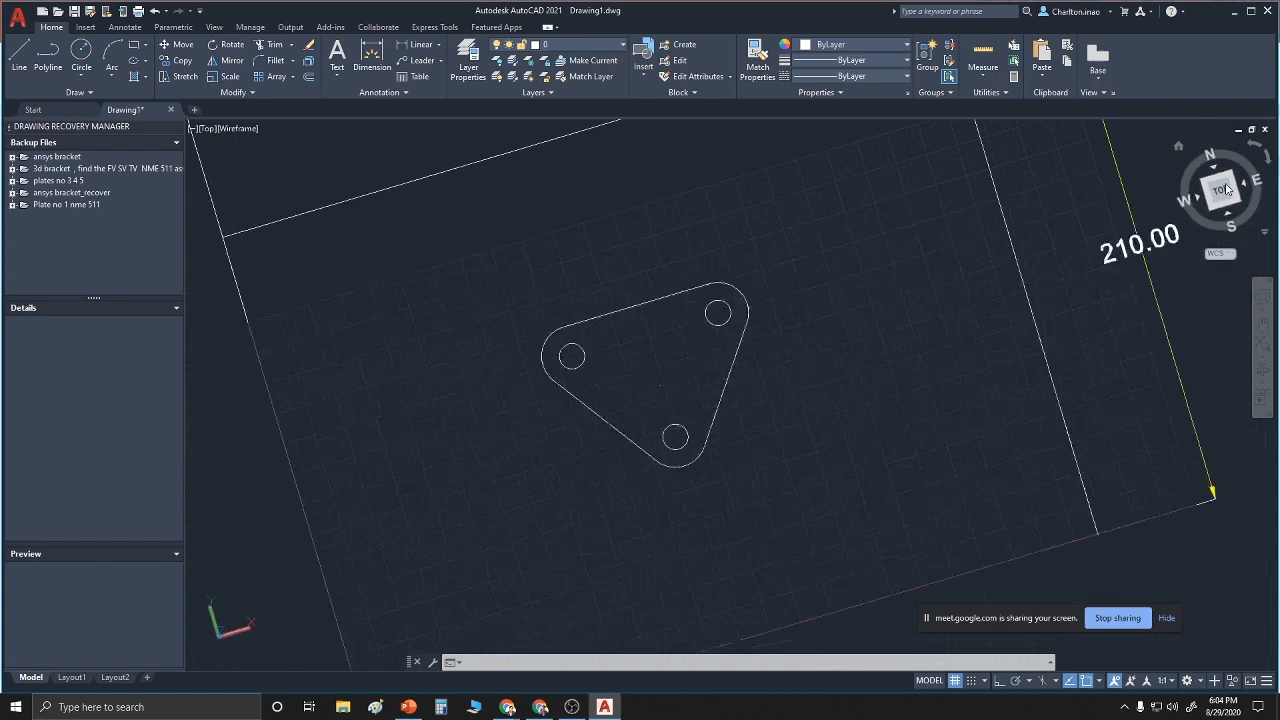 Autodesk AutoCAD 2021 Drawing1.dwg
Type a keyword or phrase
Charlton.inao
Home Insert Annotate Parametric View Manage Output Add-ins Collaborate Express Tools Featured Apps
Line Polyline Circle Arc
Move Rotate Trim
Copy Mirror Fillet
Stretch Scale Array
Text Dimension
Linear
Leader
Table
Layer Properties
0
Make Current
Match Layer
Insert
Create
Edit
Edit Attributes
Match Properties
ByLayer
ByLayer
ByLayer
Group
Measure
Paste
Base
Draw Modify Annotation Layers Block Properties Groups Utilities Clipboard View
Start Drawing1*
DRAWING RECOVERY MANAGER
Backup Files
ansys bracket
3d bracket , find the FV SV TV NME 511 as
plates no 3 4 5
ansys bracket_recover
Plate no 1 nme 511
Details
Preview
[−][Top][Wireframe]
N
E
W
S
TOP
WCS
210.00
Y
X
meet.google.com is sharing your screen. Stop sharing Hide
Model Layout1 Layout2
MODEL
1:1
Type here to search
6:04 PM
8/29/2020